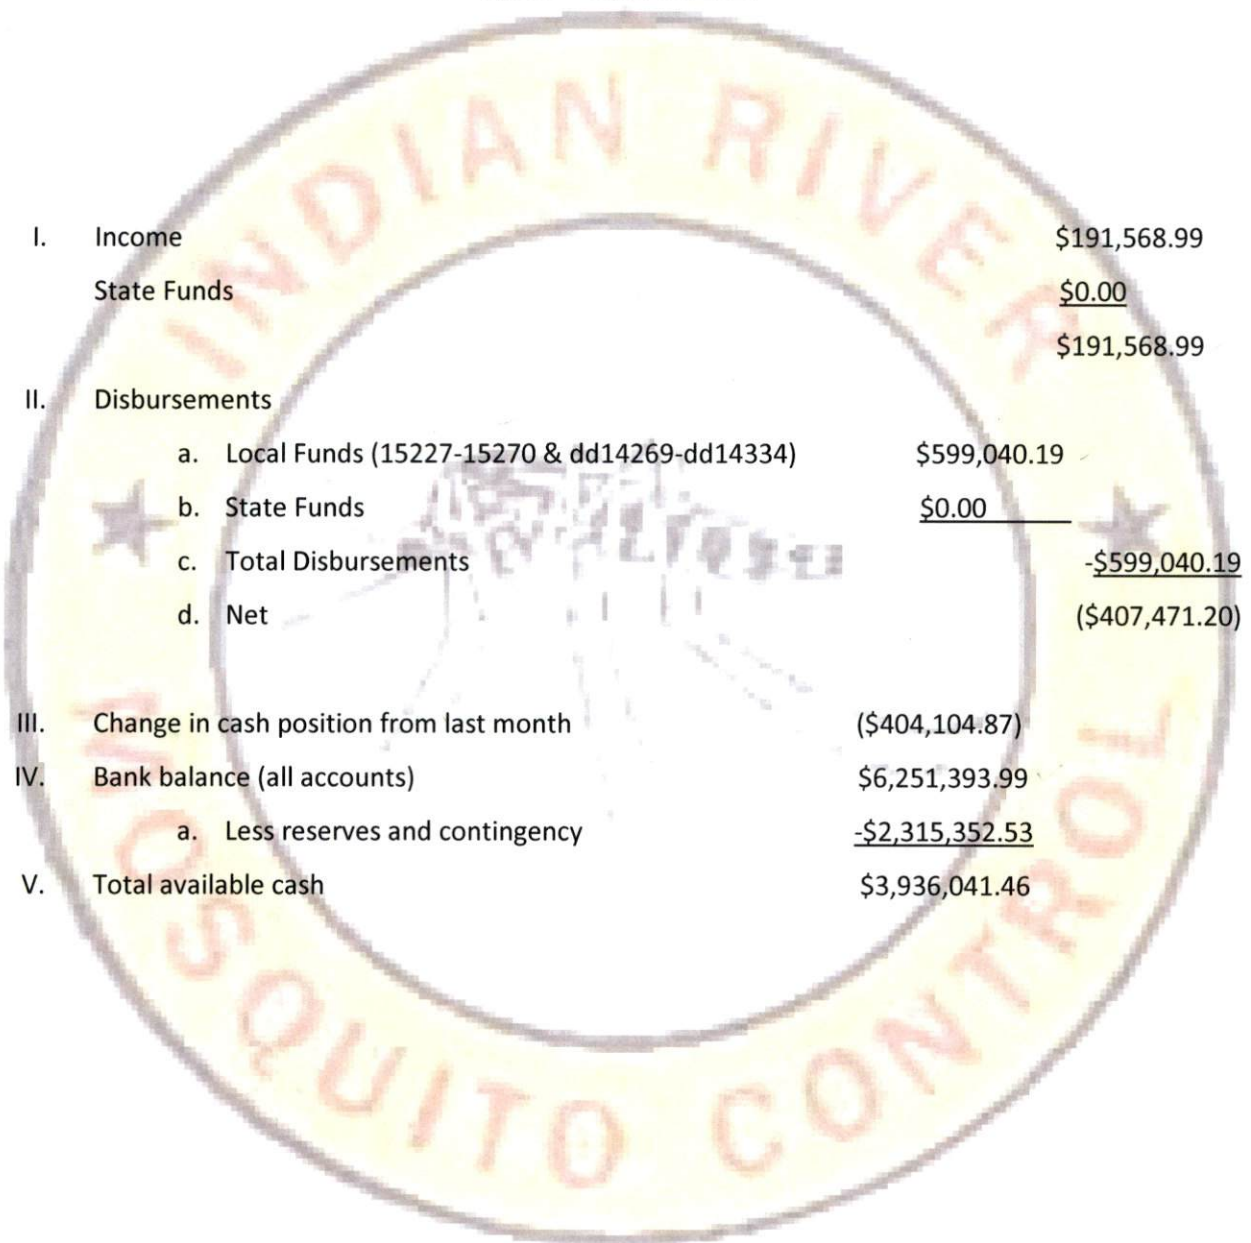 INDIAN RIVER
I. Income $191,568.99
State Funds $0.00
$191,568.99
II. Disbursements
a. Local Funds (15227-15270 & dd14269-dd14334) $599,040.19
b. State Funds $0.00
c. Total Disbursements -$599,040.19
d. Net ($407,471.20)
III. Change in cash position from last month ($404,104.87)
IV. Bank balance (all accounts) $6,251,393.99
a. Less reserves and contingency -$2,315,352.53
V. Total available cash $3,936,041.46
MOSQUITO CONTROL